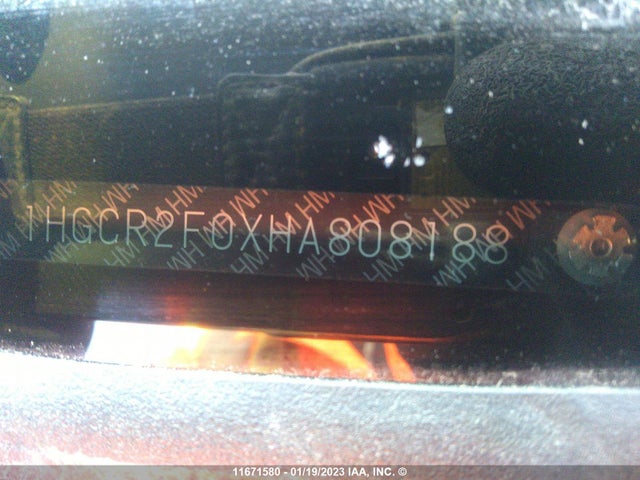 1HGCR2F0XHA808188
11671580 - 01/19/2023 IAA, INC. ©